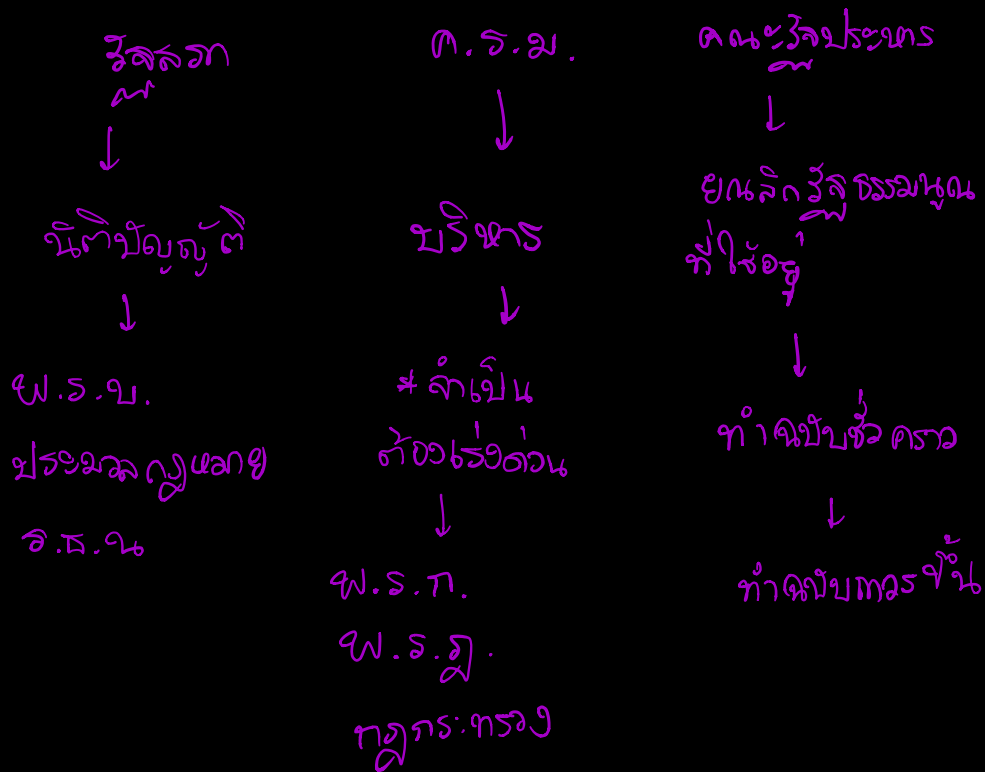 รัฐสภา
↓
นิติบัญญัติ
↓
พ.ร.บ.
ประมวลกฎหมาย
ร.ธ.น
ค.ร.ม.
↓
บริหาร
↓
*จำเป็น
ต้องเร่งด่วน
↓
พ.ร.ก.
พ.ร.ฎ.
กฎกระทรวง
คณะรัฐประหาร
↓
ยกเลิกรัฐธรรมนูณ
ที่ใช้อยู่
↓
ทำฉบับชั่วคราว
↓
ทำฉบับถาวรขึ้น